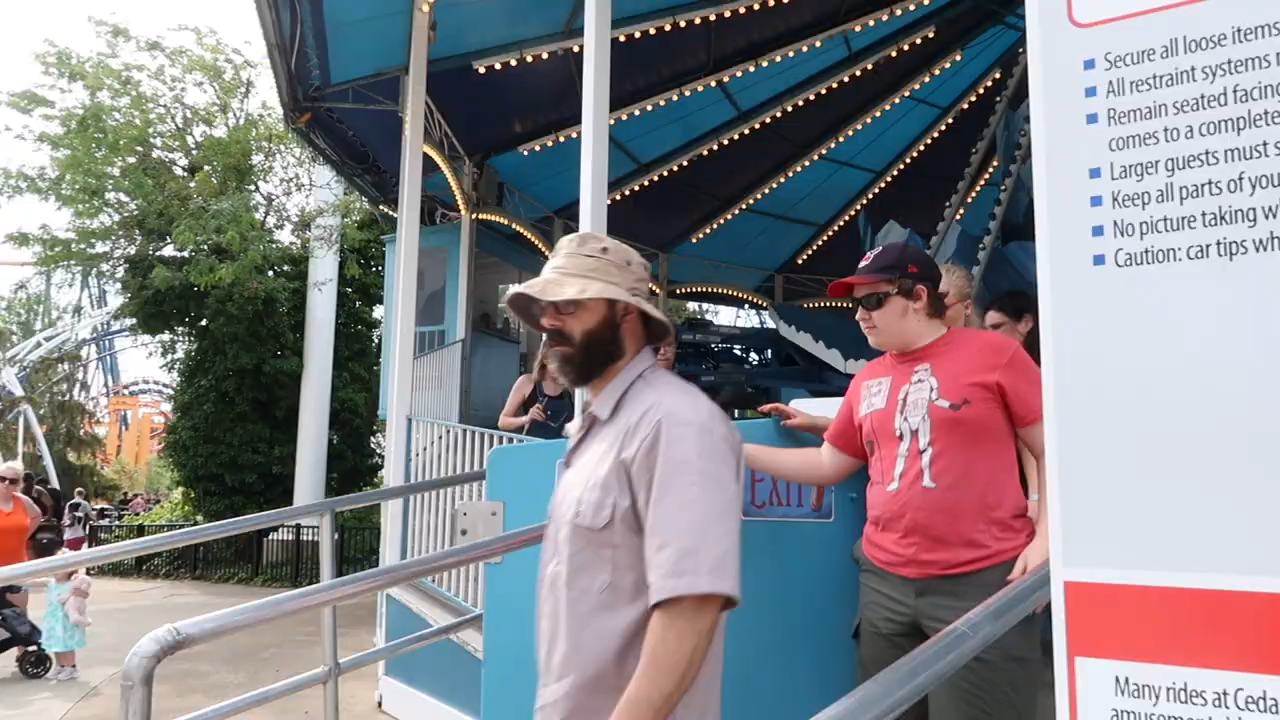 Secure all loose items
All restraint systems
Remain seated facing
comes to a complete
Larger guests must s
Keep all parts of you
No picture taking w
Caution: car tips wh
EXIT
Many rides at Ceda
amusement